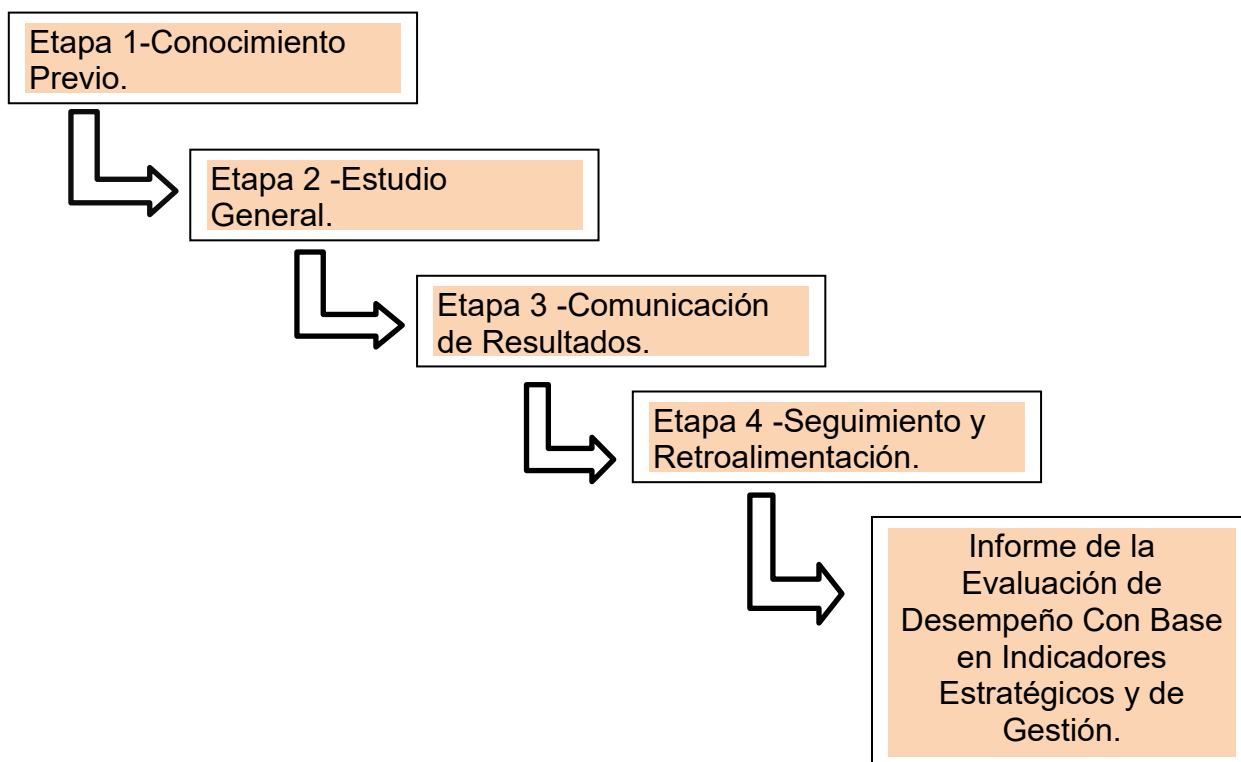 Etapa 1-Conocimiento
Previo.
Etapa 2 -Estudio
General.
Etapa 3 -Comunicación
de Resultados.
Etapa 4 -Seguimiento y
Retroalimentación.
Informe de la
Evaluación de
Desempeño Con Base
en Indicadores
Estratégicos y de
Gestión.